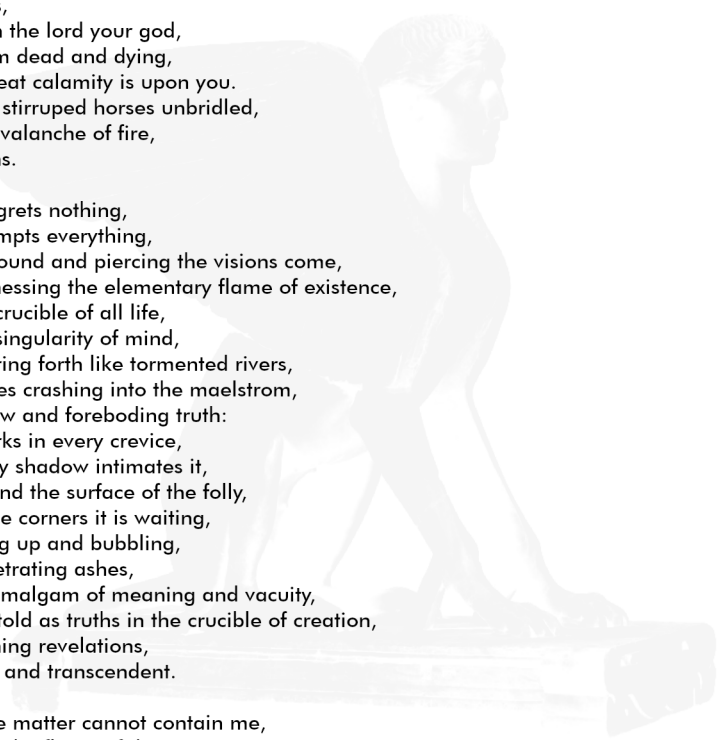 s,
the lord your god,
m dead and dying,
eat calamity is upon you.
stirruped horses unbridled,
valanche of fire,
s.
grets nothing,
mpts everything,
ound and piercing the visions come,
essing the elementary flame of existence,
crucible of all life,
singularity of mind,
ring forth like tormented rivers,
es crashing into the maelstrom,
w and foreboding truth:
ks in every crevice,
y shadow intimates it,
nd the surface of the folly,
e corners it is waiting,
g up and bubbling,
etrating ashes,
malgam of meaning and vacuity,
told as truths in the crucible of creation,
ing revelations,
and transcendent.
e matter cannot contain me,